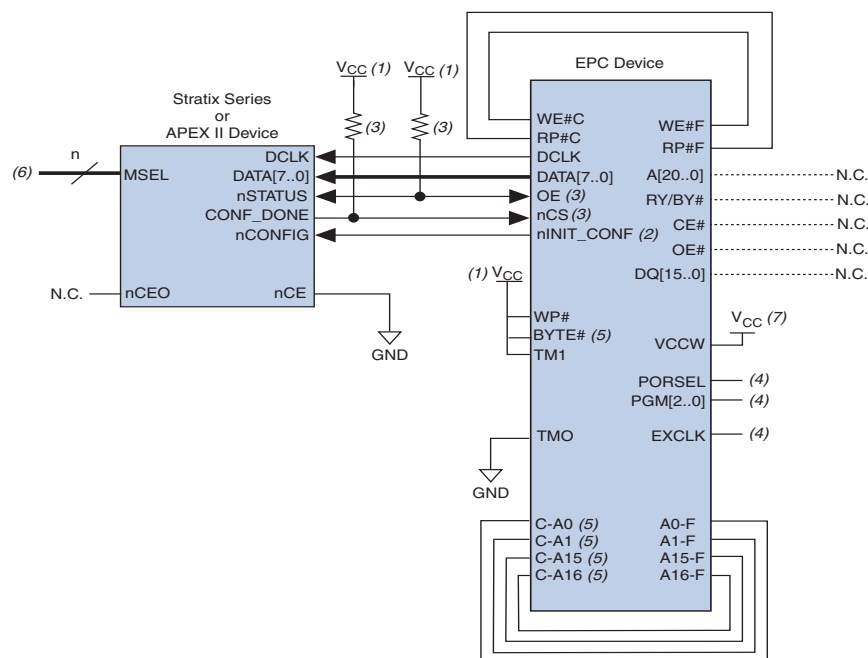 EPC Device
V_CC (1)
V_CC (1)
Stratix Series
or
APEX II Device
(3)
(3)
n
(6)
MSEL
DCLK
DATA[7..0]
nSTATUS
CONF_DONE
nCONFIG
N.C.
nCEO
nCE
GND
WE#C
RP#C
DCLK
DATA[7..0]
OE (3)
nCS (3)
nINIT_CONF (2)
(1) V_CC
WP#
BYTE# (5)
TM1
TMO
GND
C-A0 (5)
C-A1 (5)
C-A15 (5)
C-A16 (5)
WE#F
RP#F
A[20..0]
N.C.
RY/BY#
N.C.
CE#
N.C.
OE#
N.C.
DQ[15..0]
N.C.
V_CC (7)
VCCW
PORSEL
(4)
PGM[2..0]
(4)
EXCLK
(4)
A0-F
A1-F
A15-F
A16-F